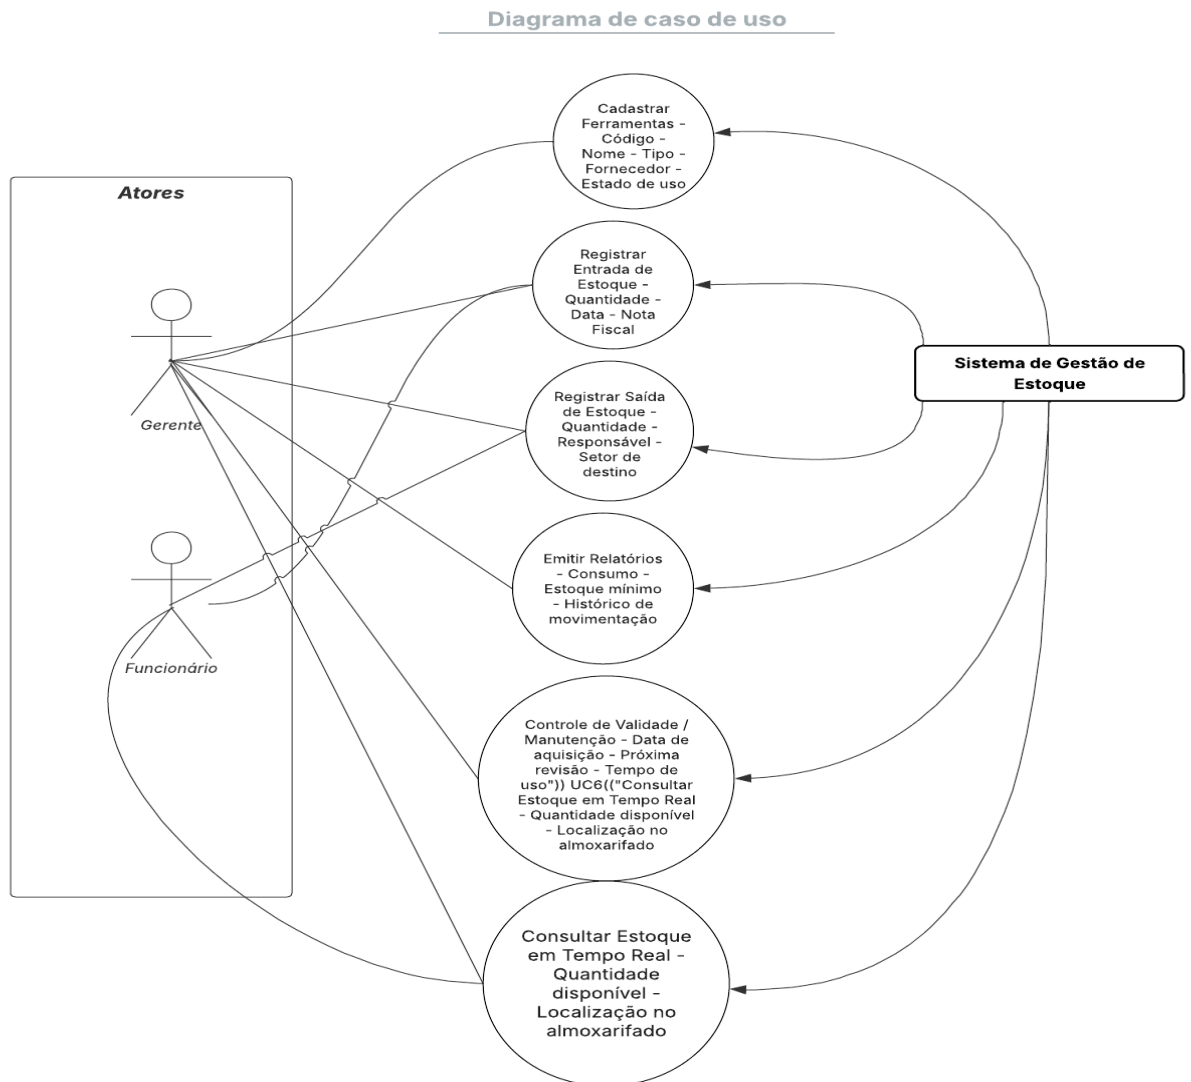 Diagrama de caso de uso
Atores
Gerente
Funcionário
Cadastrar
Ferramentas -
Código -
Nome - Tipo -
Fornecedor -
Estado de uso
Registrar
Entrada de
Estoque -
Quantidade -
Data - Nota
Fiscal
Registrar Saída
de Estoque -
Quantidade -
Responsável -
Setor de
destino
Emitir Relatórios
- Consumo -
Estoque mínimo
- Histórico de
movimentação
Controle de Validade /
Manutenção - Data de
aquisição - Próxima
revisão - Tempo de
uso")) UC6(("Consultar
Estoque em Tempo Real
- Quantidade disponível
- Localização no
almoxarifado
Consultar Estoque
em Tempo Real -
Quantidade
disponível -
Localização no
almoxarifado
Sistema de Gestão de
Estoque